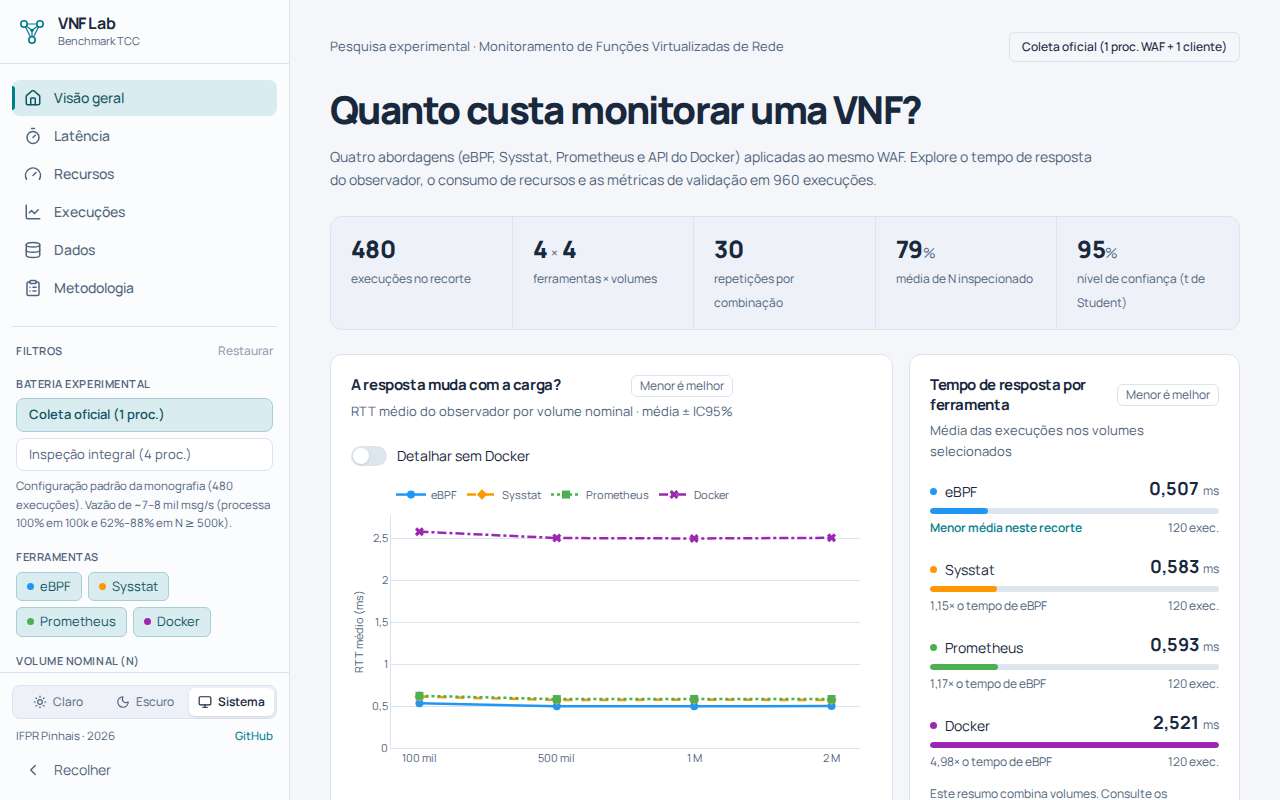 VNF Lab
Benchmark TCC
Visão geral
Latência
Recursos
Execuções
Dados
Metodologia
FILTROS
Restaurar
BATERIA EXPERIMENTAL
Coleta oficial (1 proc.)
Inspeção integral (4 proc.)
Configuração padrão da monografia (480
execuções). Vazão de ~7–8 mil msg/s (processa
100% em 100k e 62%–88% em N ≥ 500k).
FERRAMENTAS
eBPF
Sysstat
Prometheus
Docker
VOLUME NOMINAL (N)
Claro
Escuro
Sistema
IFPR Pinhais · 2026
GitHub
Recolher
Pesquisa experimental · Monitoramento de Funções Virtualizadas de Rede
Coleta oficial (1 proc. WAF + 1 cliente)
Quanto custa monitorar uma VNF?
Quatro abordagens (eBPF, Sysstat, Prometheus e API do Docker) aplicadas ao mesmo WAF. Explore o tempo de resposta
do observador, o consumo de recursos e as métricas de validação em 960 execuções.
480
execuções no recorte
4 × 4
ferramentas × volumes
30
repetições por
combinação
79%
média de N inspecionado
95%
nível de confiança (t de
Student)
A resposta muda com a carga?
Menor é melhor
RTT médio do observador por volume nominal · média ± IC95%
Detalhar sem Docker
eBPF
Sysstat
Prometheus
Docker
RTT médio (ms)
2,5
2
1,5
1
0,5
0
100 mil
500 mil
1 M
2 M
Tempo de resposta por
ferramenta
Menor é melhor
Média das execuções nos volumes
selecionados
eBPF
0,507 ms
Menor média neste recorte
120 exec.
Sysstat
0,583 ms
1,15× o tempo de eBPF
120 exec.
Prometheus
0,593 ms
1,17× o tempo de eBPF
120 exec.
Docker
2,521 ms
4,98× o tempo de eBPF
120 exec.
Este resumo combina volumes. Consulte os